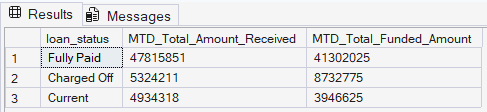 Results Messages
loan_status MTD_Total_Amount_Received MTD_Total_Funded_Amount
1 Fully Paid 47815851 41302025
2 Charged Off 5324211 8732775
3 Current 4934318 3946625